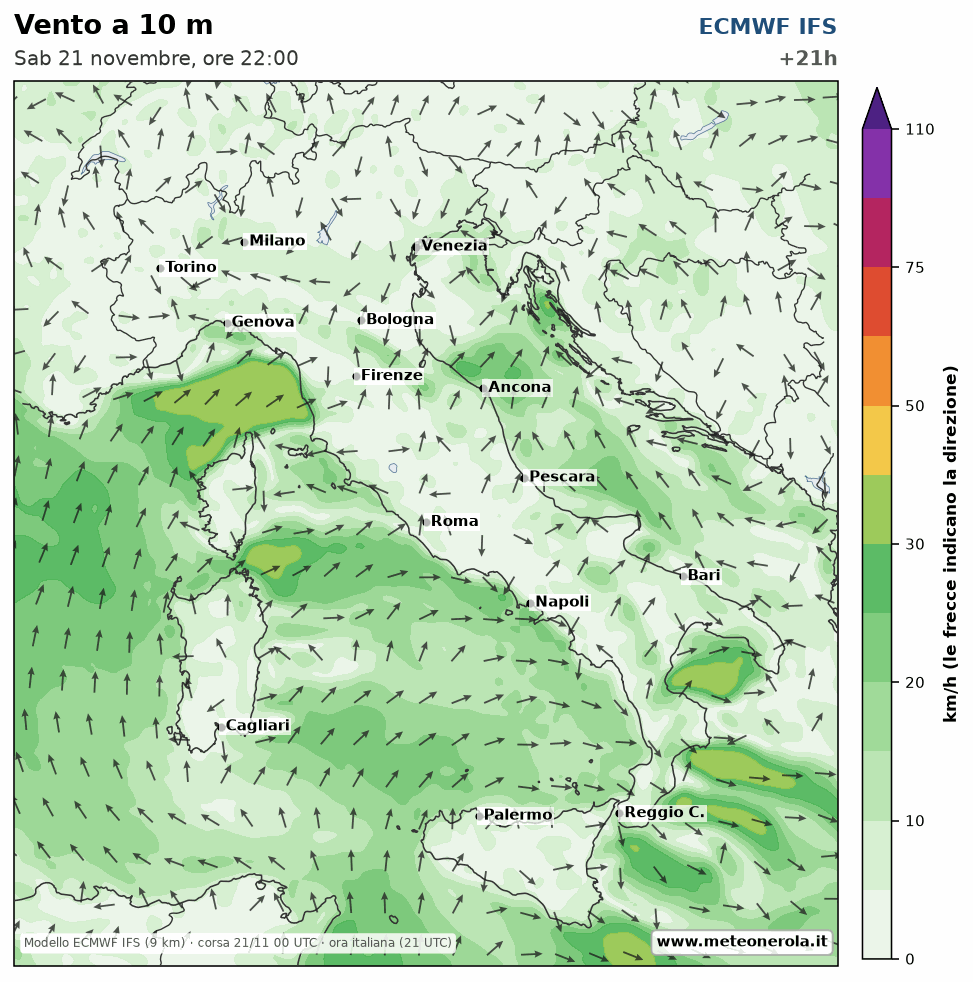 Vento a 10 m
ECMWF IFS
Sab 21 novembre, ore 22:00
+21h
Milano
Venezia
Torino
Genova
Bologna
Firenze
Ancona
Pescara
Roma
Bari
Napoli
Cagliari
Palermo
Reggio C.
110
75
50
30
20
10
0
km/h (le frecce indicano la direzione)
Modello ECMWF IFS (9 km) · corsa 21/11 00 UTC · ora italiana (21 UTC)
www.meteonerola.it